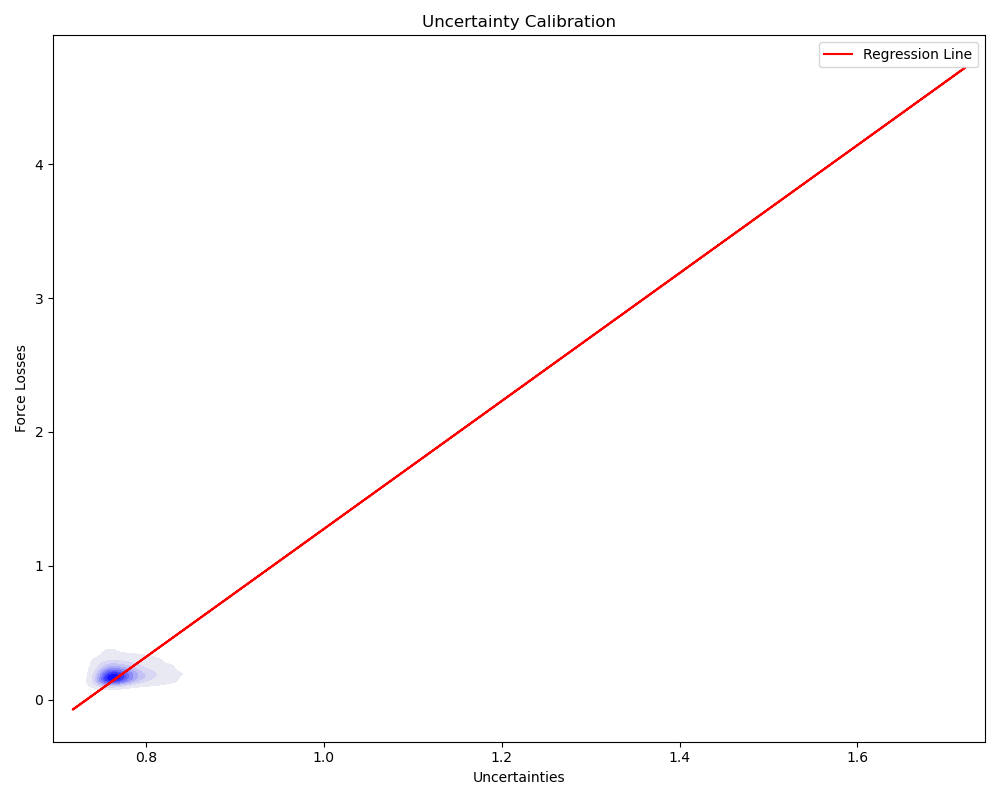 Uncertainty Calibration
Regression Line
Force Losses
4
3
2
1
0
0.8 1.0 1.2 1.4 1.6
Uncertainties